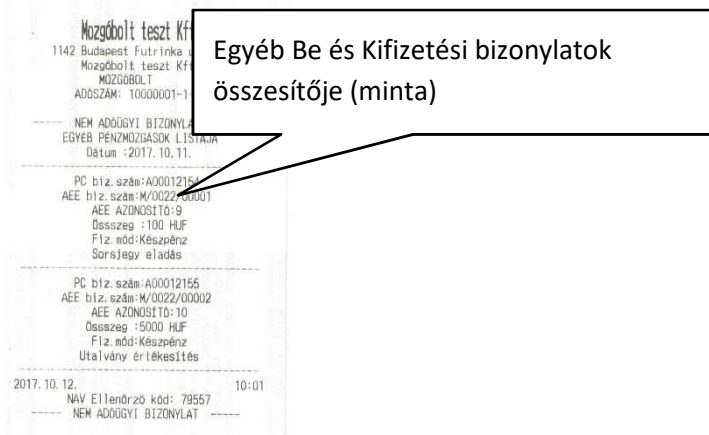 Mozgóbolt teszt Kf
1142 Budapest Futrinka
Mozgóbolt teszt Kf
MOZGÓBOLT
ADÓSZÁM: 10000001-1-
Egyéb Be és Kifizetési bizonylatok
összesítője (minta)
----- NEM ADÓÜGYI BIZONYLA
EGYÉB PÉNZMOZGÁSOK LISTÁJA
Dátum :2017.10.11.
PC biz.szám:A00012154
AEE biz.szám:M/0022/00001
AEE AZONOSÍTÓ:9
Össszeg :100 HUF
Fiz.mód:Készpénz
Sorsjegy eladás
PC biz.szám:A00012155
AEE biz.szám:M/0022/00002
AEE AZONOSÍTÓ:10
Össszeg :5000 HUF
Fiz.mód:Készpénz
Utalvány értékesítés
2017.10.12. 10:01
NAV Ellenőrző kód: 79557
----- NEM ADÓÜGYI BIZONYLAT -----